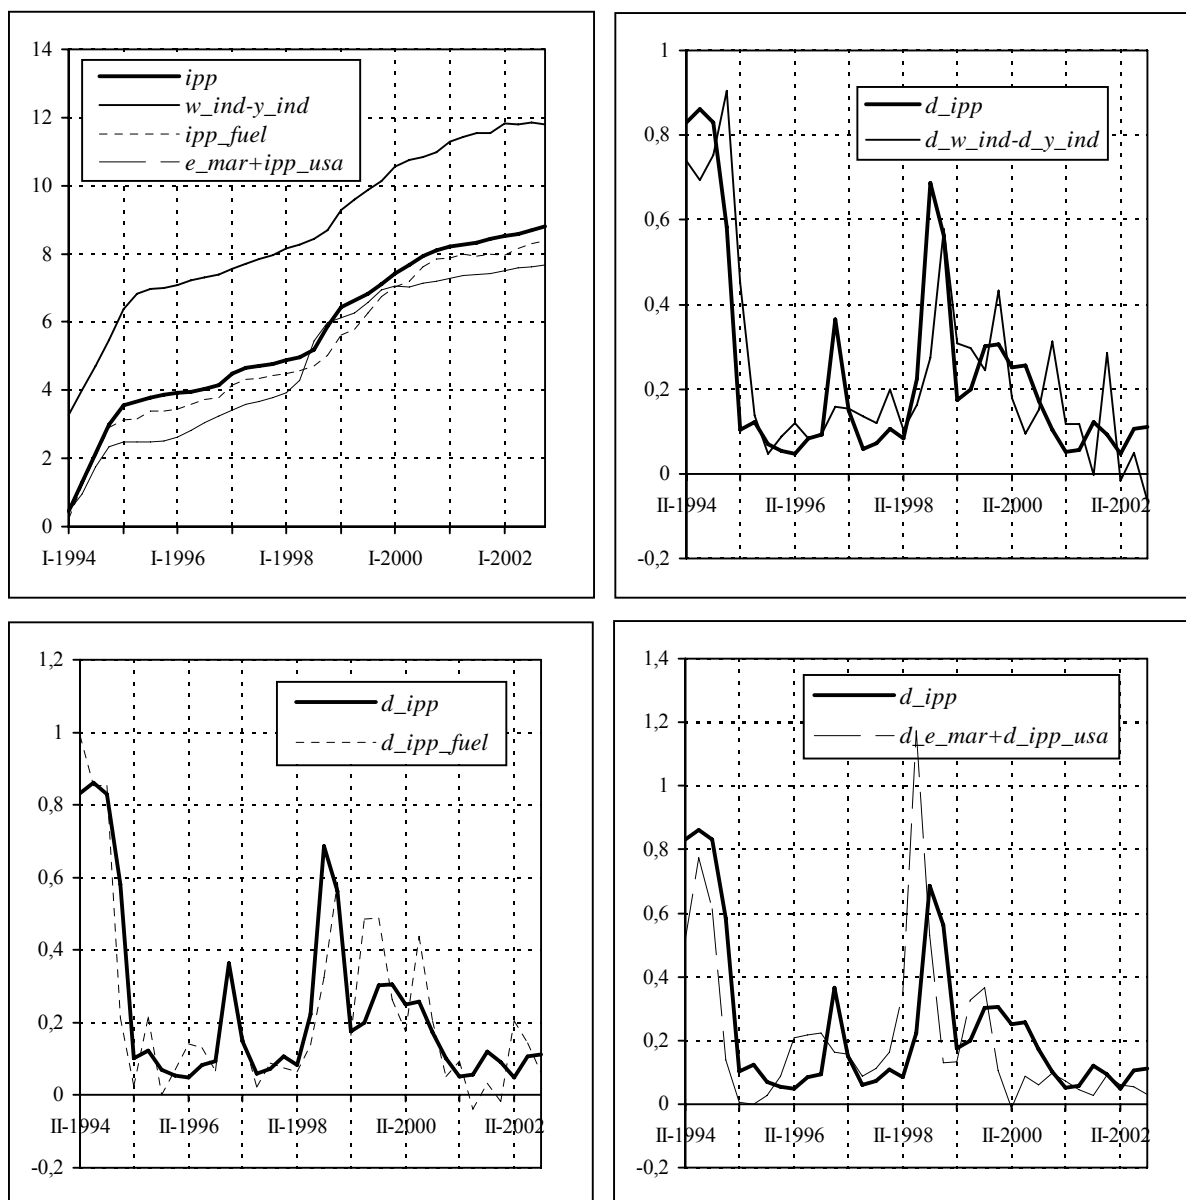 14
12
10
8
6
4
2
0
ipp
w_ind-y_ind
ipp_fuel
e_mar+ipp_usa
I-1994 I-1996 I-1998 I-2000 I-2002
1
0,8
0,6
0,4
0,2
0
-0,2
d_ipp
d_w_ind-d_y_ind
II-1994 II-1996 II-1998 II-2000 II-2002
1,2
1
0,8
0,6
0,4
0,2
0
-0,2
d_ipp
d_ipp_fuel
II-1994 II-1996 II-1998 II-2000 II-2002
1,4
1,2
1
0,8
0,6
0,4
0,2
0
-0,2
d_ipp
d_e_mar+d_ipp_usa
II-1994 II-1996 II-1998 II-2000 II-2002